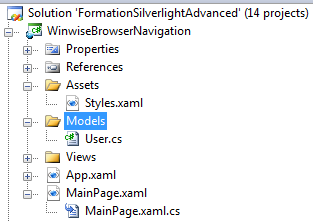 Solution 'FormationSilverlightAdvanced' (14 projects)
WinwiseBrowserNavigation
Properties
References
Assets
Styles.xaml
Models
User.cs
Views
App.xaml
MainPage.xaml
MainPage.xaml.cs